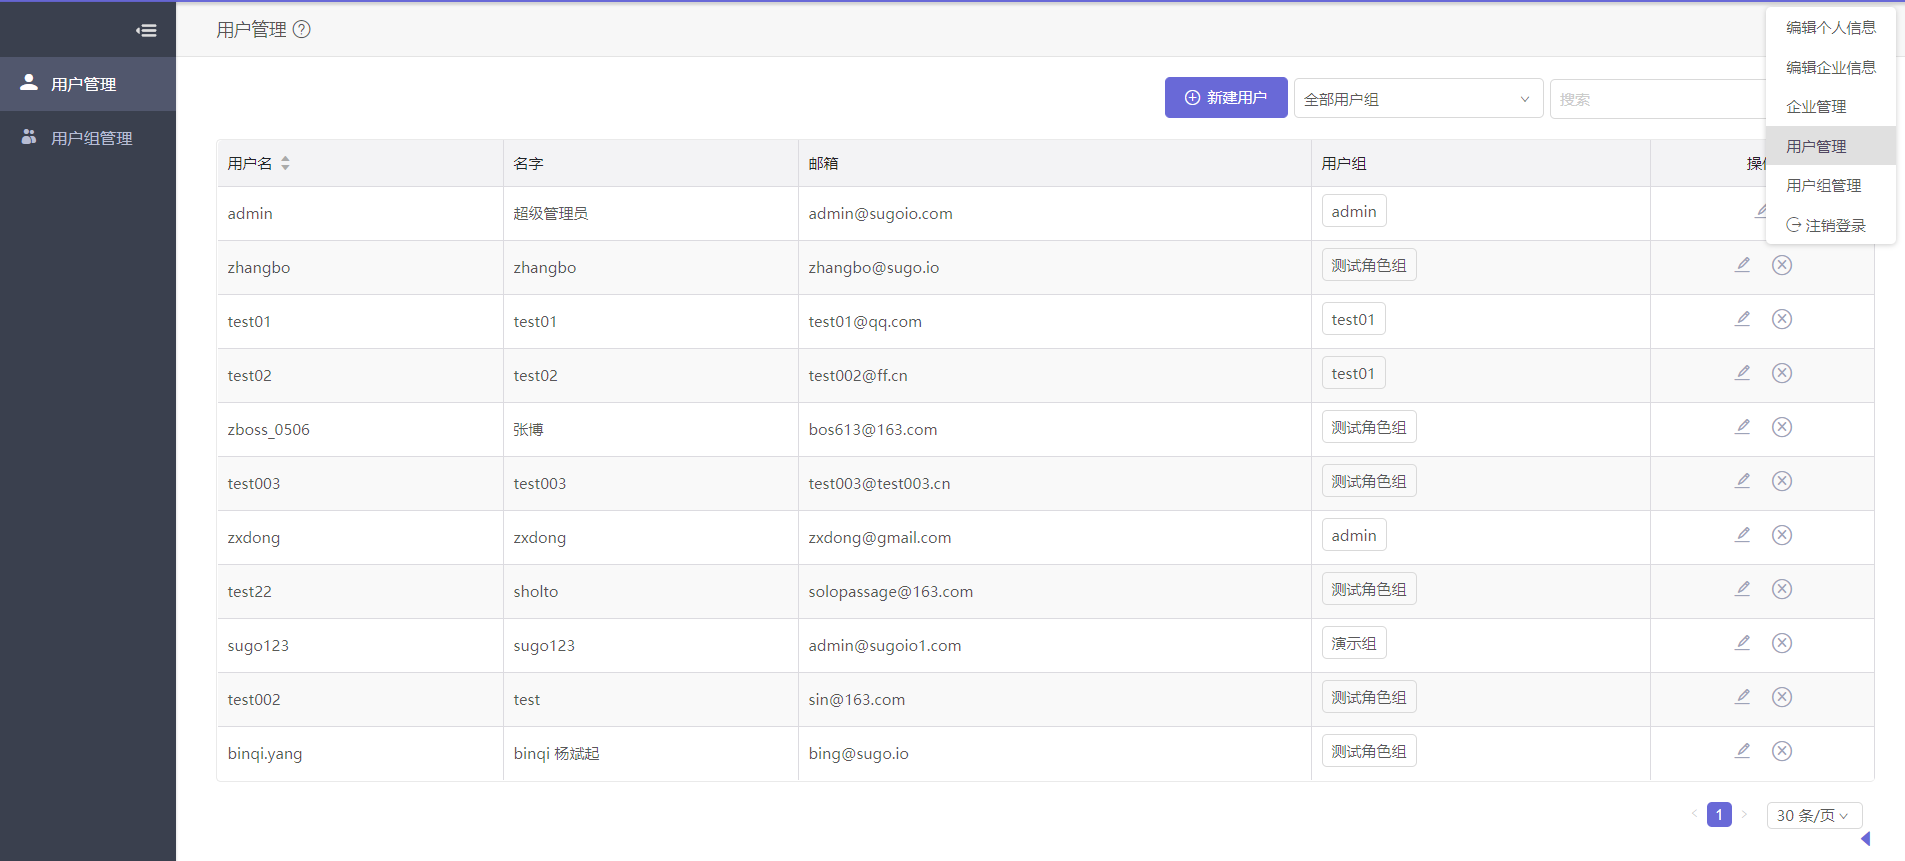 用户管理
用户组管理
用户管理
新建用户
全部用户组
搜索
编辑个人信息
编辑企业信息
企业管理
用户管理
用户组管理
注销登录
用户名 名字 邮箱 用户组 操
admin 超级管理员 admin@sugoio.com admin
zhangbo zhangbo zhangbo@sugo.io 测试角色组
test01 test01 test01@qq.com test01
test02 test02 test002@ff.cn test01
zboss_0506 张博 bos613@163.com 测试角色组
test003 test003 test003@test003.cn 测试角色组
zxdong zxdong zxdong@gmail.com admin
test22 sholto solopassage@163.com 测试角色组
sugo123 sugo123 admin@sugoio1.com 演示组
test002 test sin@163.com 测试角色组
binqi.yang binqi 杨斌起 bing@sugo.io 测试角色组
1 30 条/页